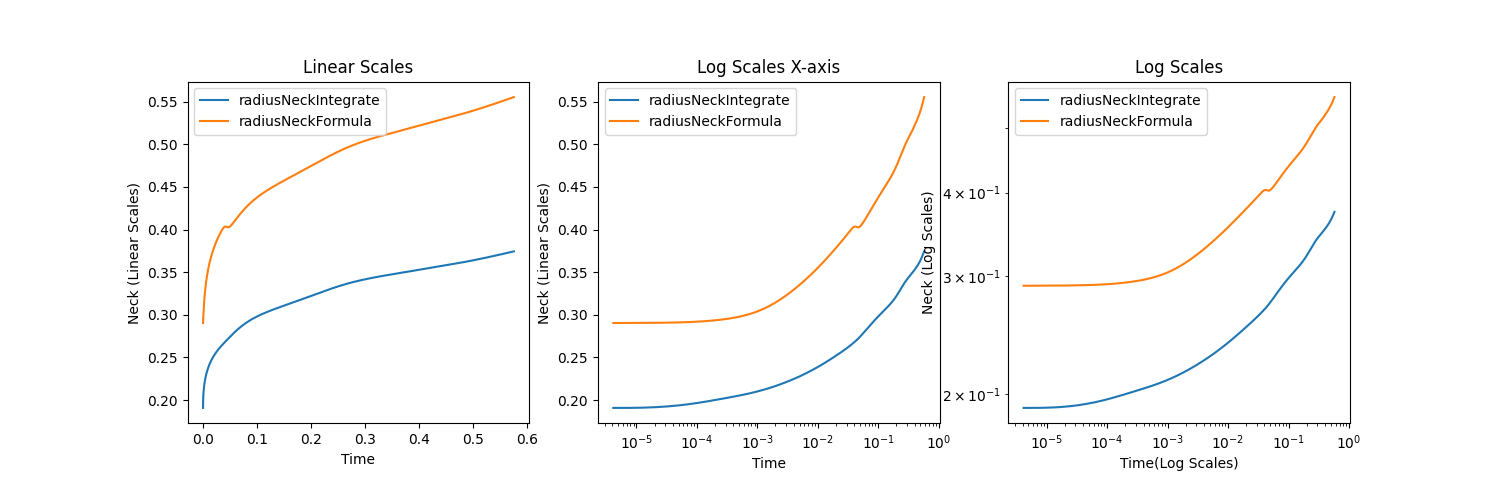 Linear Scales
radiusNeckIntegrate
radiusNeckFormula
0.55
0.50
0.45
0.40
0.35
0.30
0.25
0.20
Neck (Linear Scales)
0.0 0.1 0.2 0.3 0.4 0.5 0.6
Time
Log Scales X-axis
radiusNeckIntegrate
radiusNeckFormula
0.55
0.50
0.45
0.40
0.35
0.30
0.25
0.20
Neck (Linear Scales)
10⁻⁵ 10⁻⁴ 10⁻³ 10⁻² 10⁻¹ 10⁰
Time
Log Scales
radiusNeckIntegrate
radiusNeckFormula
4 × 10⁻¹
3 × 10⁻¹
2 × 10⁻¹
Neck (Log Scales)
10⁻⁵ 10⁻⁴ 10⁻³ 10⁻² 10⁻¹ 10⁰
Time(Log Scales)